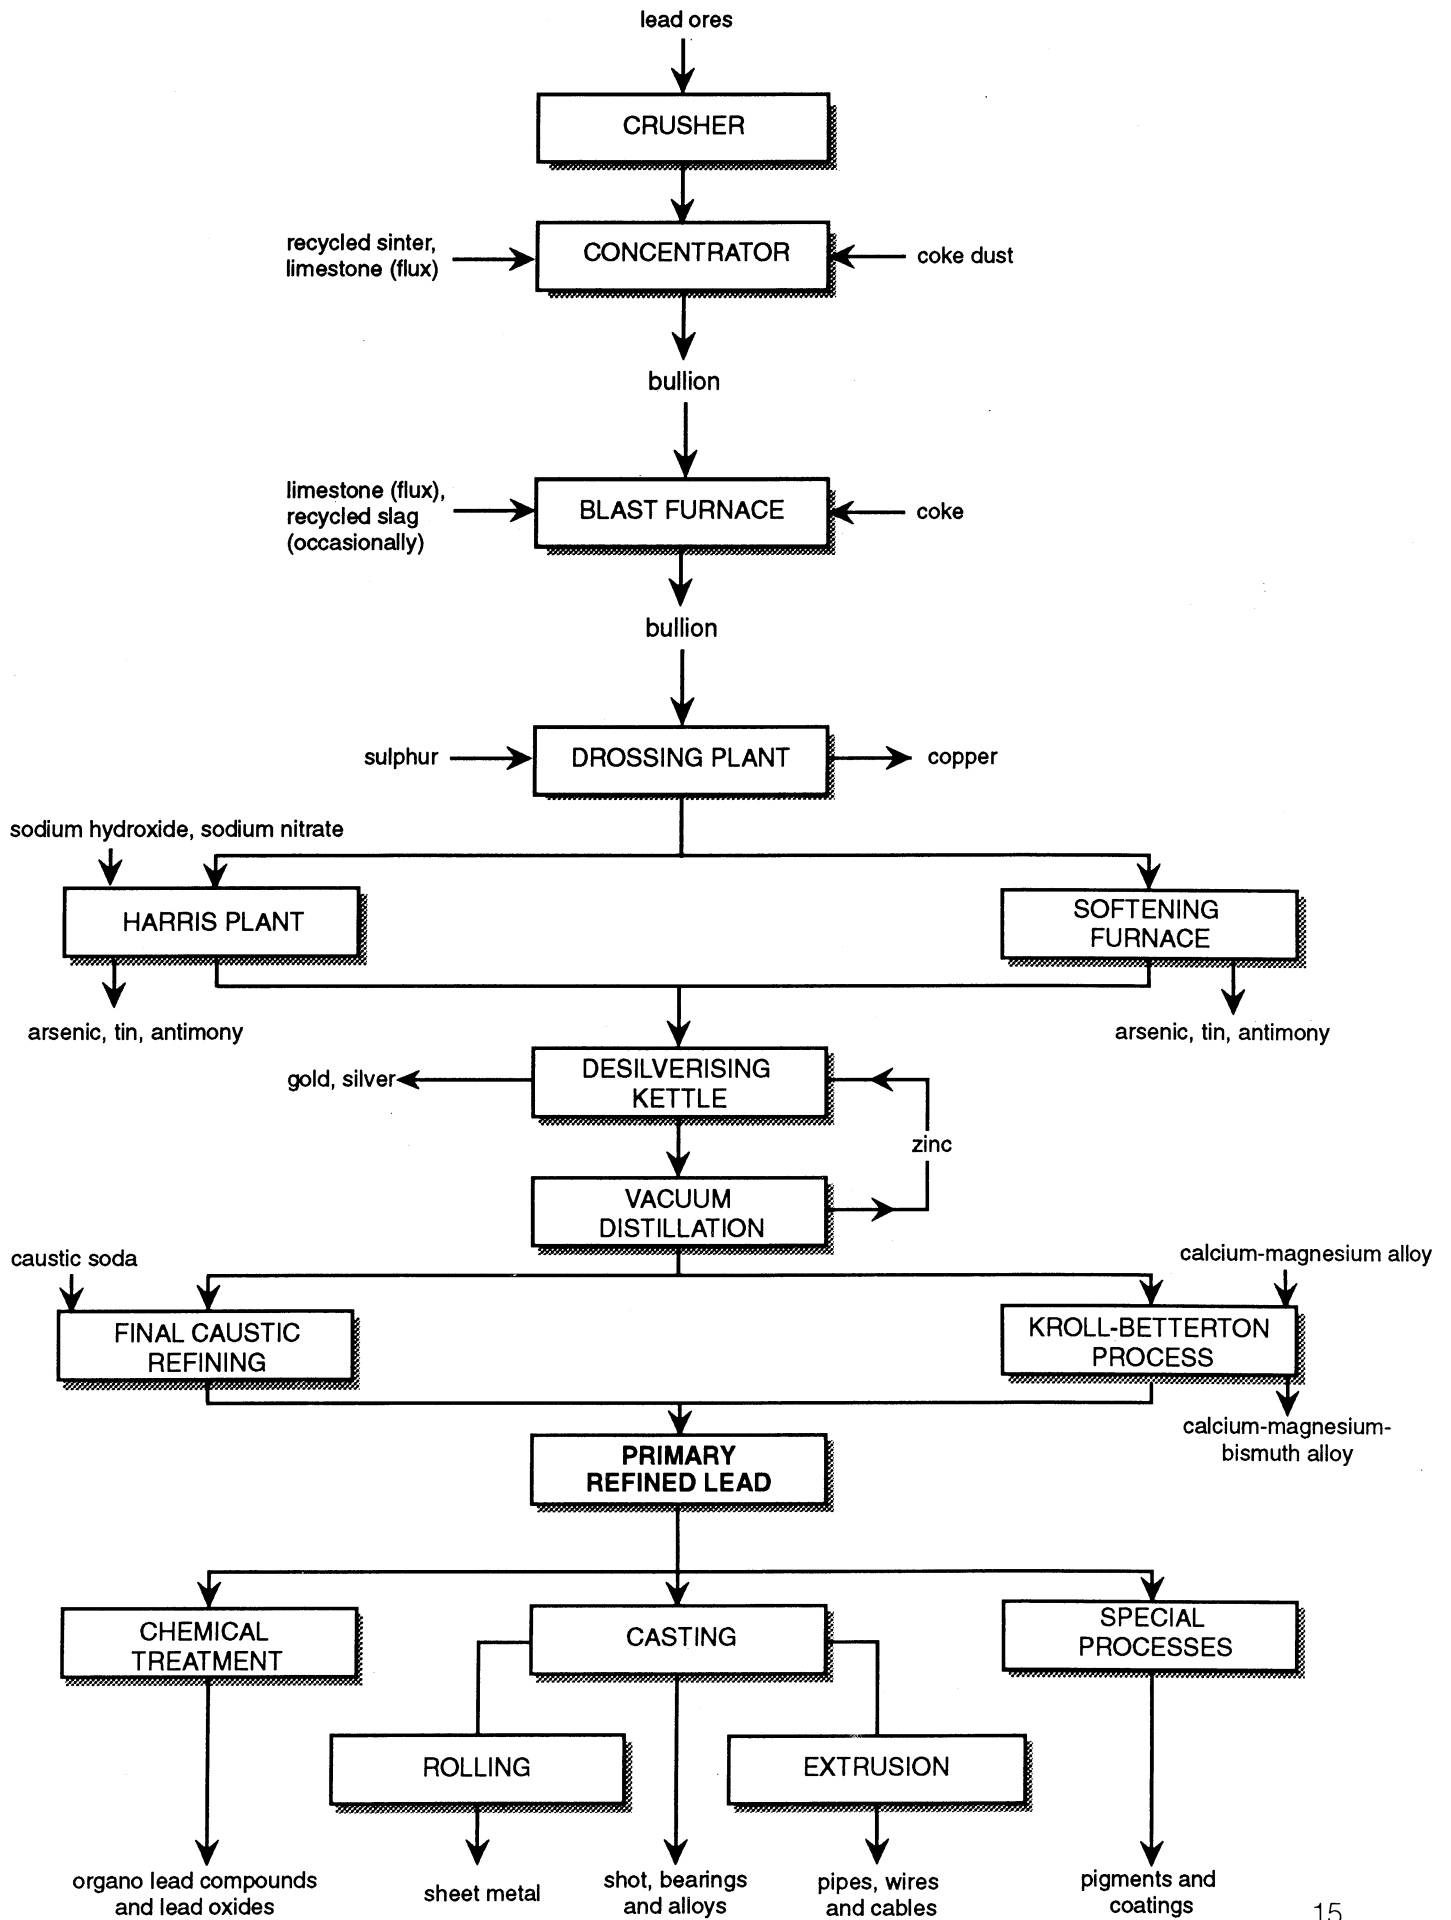 lead ores
CRUSHER
recycled sinter,
limestone (flux)
CONCENTRATOR
coke dust
bullion
limestone (flux),
recycled slag
(occasionally)
BLAST FURNACE
coke
bullion
sulphur
DROSSING PLANT
copper
sodium hydroxide, sodium nitrate
HARRIS PLANT
SOFTENING
FURNACE
arsenic, tin, antimony
arsenic, tin, antimony
gold, silver
DESILVERISING
KETTLE
zinc
VACUUM
DISTILLATION
caustic soda
calcium-magnesium alloy
FINAL CAUSTIC
REFINING
KROLL-BETTERTON
PROCESS
calcium-magnesium-
bismuth alloy
PRIMARY
REFINED LEAD
CHEMICAL
TREATMENT
CASTING
SPECIAL
PROCESSES
ROLLING
EXTRUSION
organo lead compounds
and lead oxides
sheet metal
shot, bearings
and alloys
pipes, wires
and cables
pigments and
coatings
15